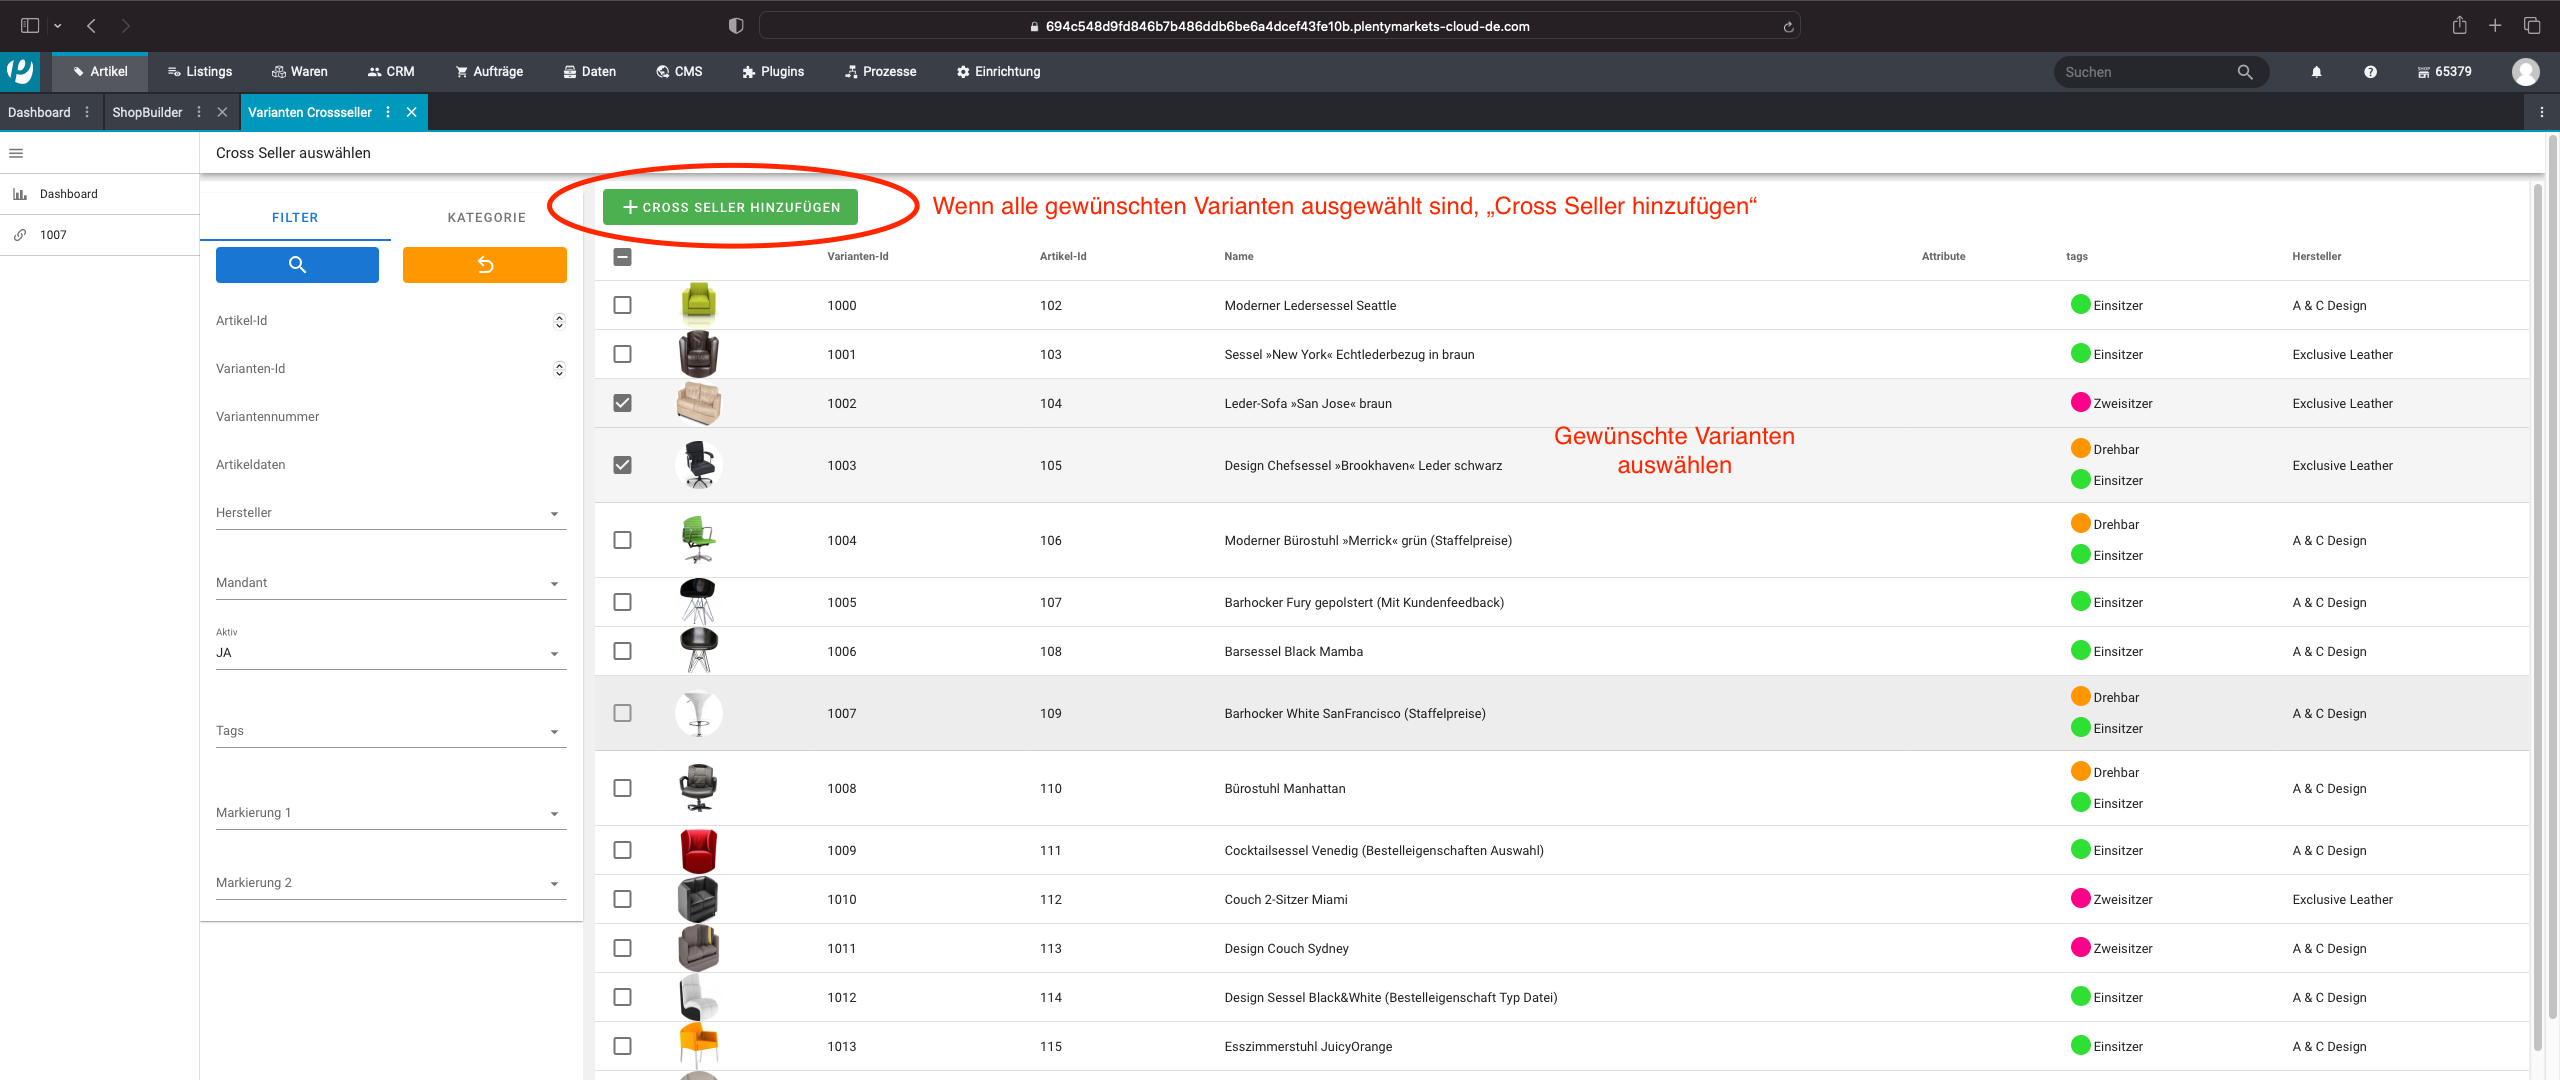 694c548d9fd846b7b486ddb6be6a4dcef43fe10b.plentymarkets-cloud-de.com
Artikel Listings Waren CRM Aufträge Daten CMS Plugins Prozesse Einrichtung Suchen 65379
Dashboard ShopBuilder Varianten Crossseller
Cross Seller auswählen
Dashboard
1007
FILTER KATEGORIE
Artikel-Id
Varianten-Id
Variantennummer
Artikeldaten
Hersteller
Mandant
Aktiv
JA
Tags
Markierung 1
Markierung 2
CROSS SELLER HINZUFÜGEN
Wenn alle gewünschten Varianten ausgewählt sind, „Cross Seller hinzufügen“
Varianten-Id Artikel-Id Name Attribute tags Hersteller
1000 102 Moderner Ledersessel Seattle Einsitzer A & C Design
1001 103 Sessel »New York« Echtlederbezug in braun Einsitzer Exclusive Leather
1002 104 Leder-Sofa »San Jose« braun Zweisitzer Exclusive Leather
Gewünschte Varianten
auswählen
Drehbar
1003 105 Design Chefsessel »Brookhaven« Leder schwarz Exclusive Leather
Einsitzer
Drehbar
1004 106 Moderner Bürostuhl »Merrick« grün (Staffelpreise) A & C Design
Einsitzer
1005 107 Barhocker Fury gepolstert (Mit Kundenfeedback) Einsitzer A & C Design
1006 108 Barsessel Black Mamba Einsitzer A & C Design
Drehbar
1007 109 Barhocker White SanFrancisco (Staffelpreise) A & C Design
Einsitzer
Drehbar
1008 110 Bürostuhl Manhattan A & C Design
Einsitzer
1009 111 Cocktailsessel Venedig (Bestelleigenschaften Auswahl) Einsitzer A & C Design
1010 112 Couch 2-Sitzer Miami Zweisitzer Exclusive Leather
1011 113 Design Couch Sydney Zweisitzer A & C Design
1012 114 Design Sessel Black&White (Bestelleigenschaft Typ Datei) Einsitzer A & C Design
1013 115 Esszimmerstuhl JuicyOrange Einsitzer A & C Design